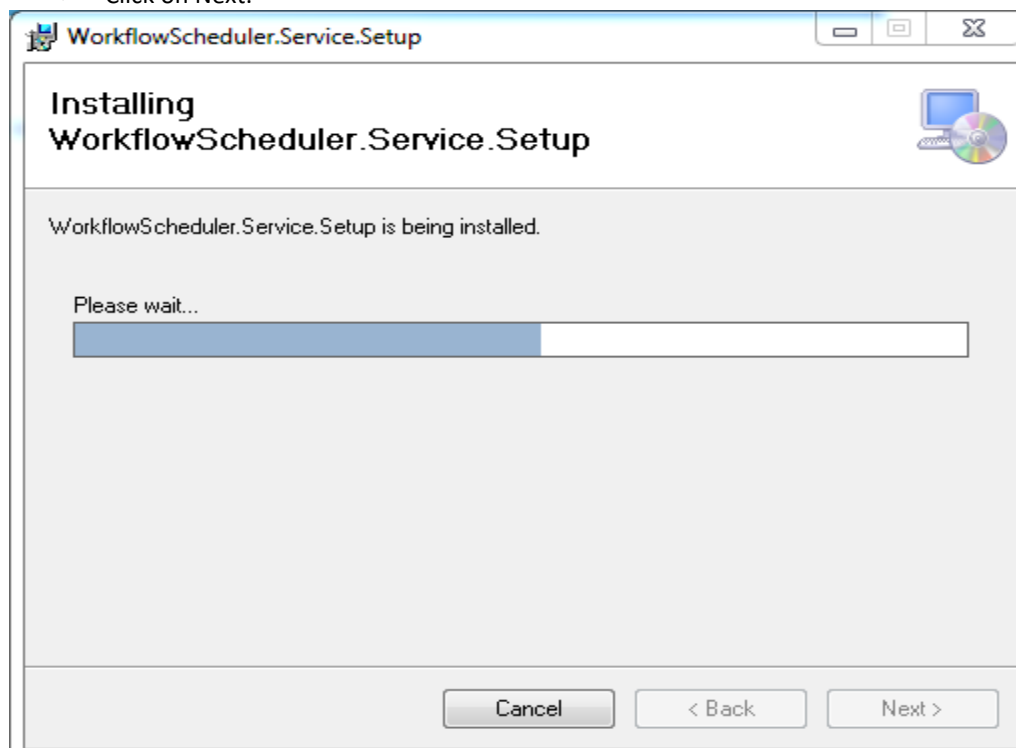 Click on Next.
WorkflowScheduler.Service.Setup
Installing
WorkflowScheduler.Service.Setup
WorkflowScheduler.Service.Setup is being installed.
Please wait...
Cancel
< Back
Next >